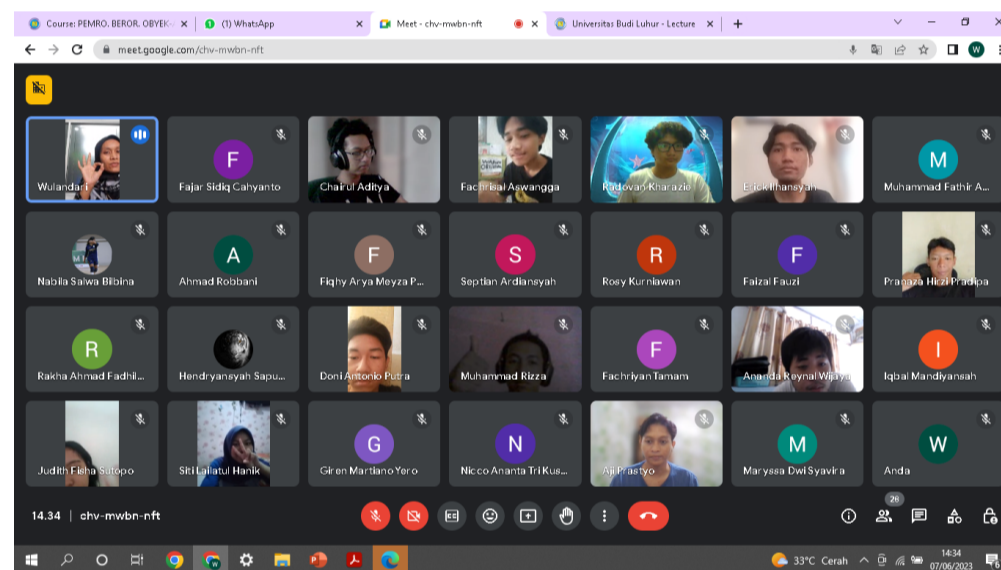 Course: PEMRO. BEROR. OBYEK-
(1) WhatsApp
Meet - chv-mwbn-nft
Universitas Budi Luhur - Lecture
meet.google.com/chv-mwbn-nft
W
Wulandari
F
Fajar Sidiq Cahyanto
Chairul Aditya
Fachrisal Aswangga
Radovan Kharazie
Erick Ilhansyah
M
Muhammad Fathir A...
Nabila Salwa Bilbina
A
Ahmad Robbani
F
Fiqhy Arya Meyza P...
S
Septian Ardiansyah
R
Rosy Kurniawan
F
Faizal Fauzi
Pranaza Hirzi Pradipa
R
Rakha Ahmad Fadhil...
Hendryansyah Sapu...
Doni Antonio Putra
Muhammad Rizza
F
Fachriyan Tamam
Ananda Reynal Wijaya
I
Iqbal Mandiyansah
Judith Fisha Sutopo
Siti Lailatul Hanik
G
Giren Martiano Yero
N
Nicco Ananta Tri Kus...
Aji Prastyo
M
Maryssa Dwi Syavira
W
Anda
14.34 | chv-mwbn-nft
26
33°C Cerah
14:34
07/06/2023